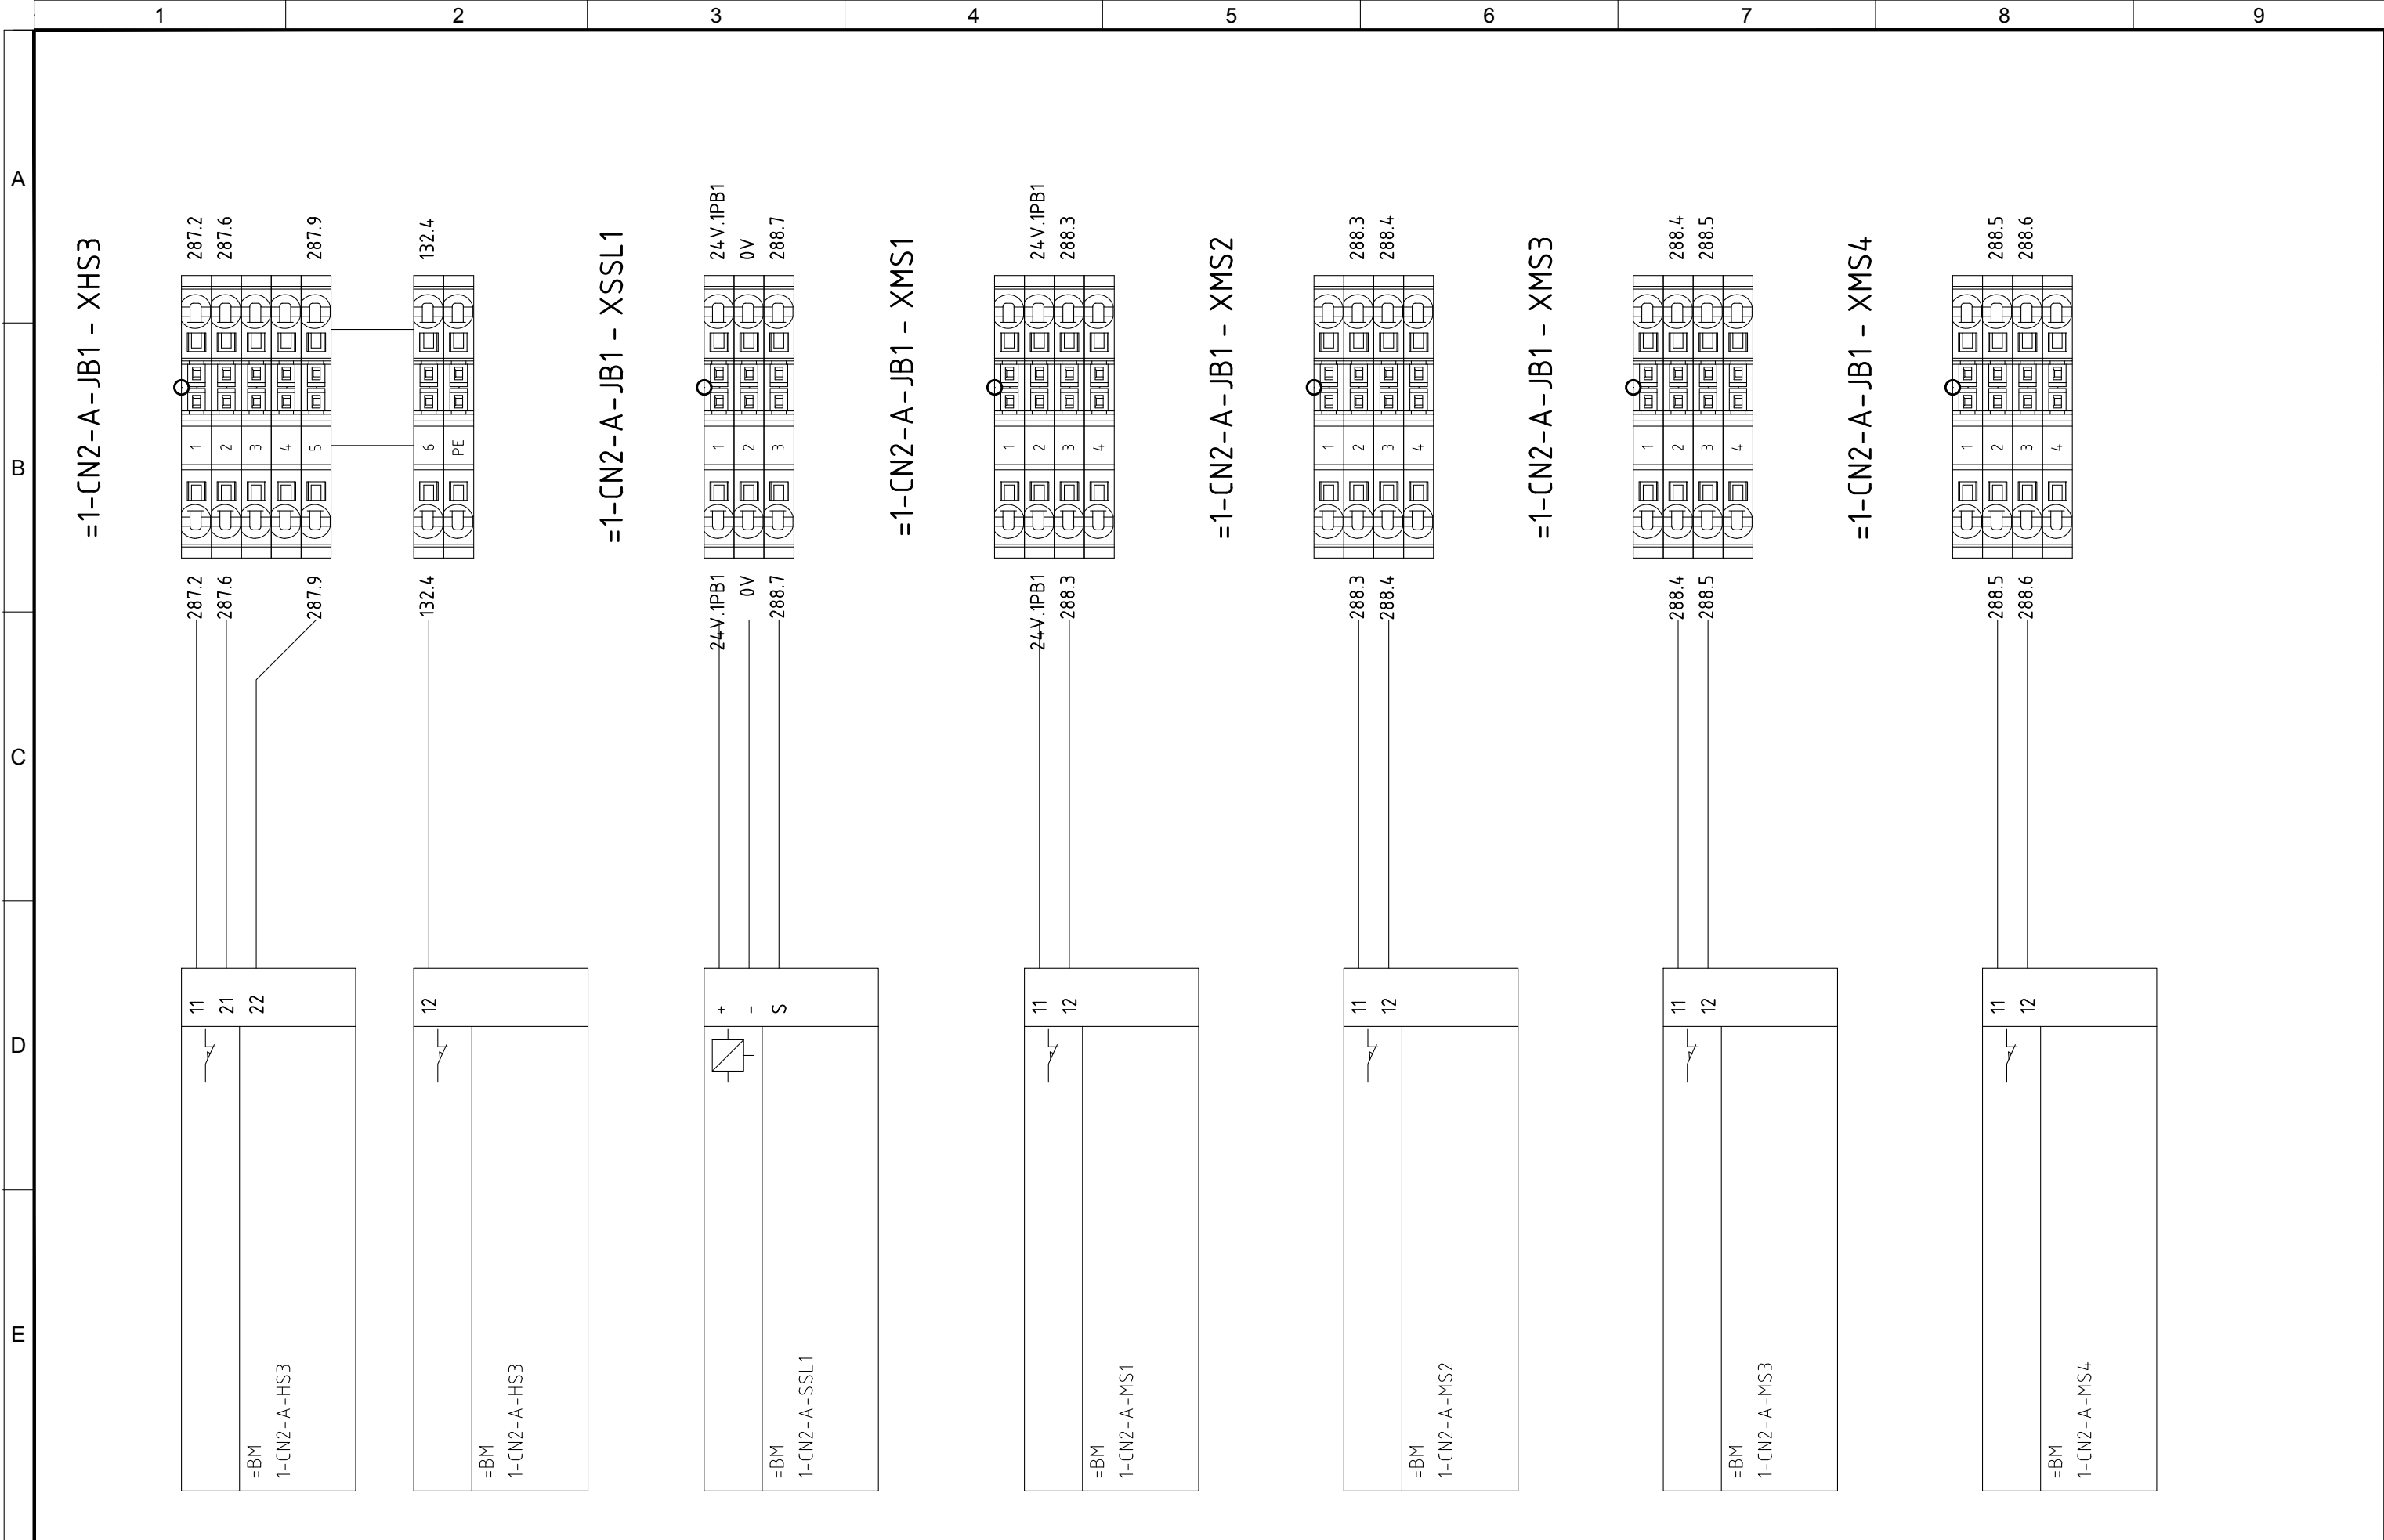 1 2 3 4 5 6 7 8 9
A
B
C
D
E
=1-CN2-A-JB1 - XHS3
287.2
287.6
287.9
132.4
1
2
3
4
5
6
PE
287.2
287.6
287.9
132.4
11
21
22
=BM
1-CN2-A-HS3
12
=BM
1-CN2-A-HS3
=1-CN2-A-JB1 - XSSL1
24V.1PB1
0V
288.7
1
2
3
24V.1PB1
0V
288.7
+
-
S
=BM
1-CN2-A-SSL1
=1-CN2-A-JB1 - XMS1
24V.1PB1
288.3
1
2
3
4
24V.1PB1
288.3
11
12
=BM
1-CN2-A-MS1
=1-CN2-A-JB1 - XMS2
288.3
288.4
1
2
3
4
288.3
288.4
11
12
=BM
1-CN2-A-MS2
=1-CN2-A-JB1 - XMS3
288.4
288.5
1
2
3
4
288.4
288.5
11
12
=BM
1-CN2-A-MS3
=1-CN2-A-JB1 - XMS4
288.5
288.6
1
2
3
4
288.5
288.6
11
12
=BM
1-CN2-A-MS4